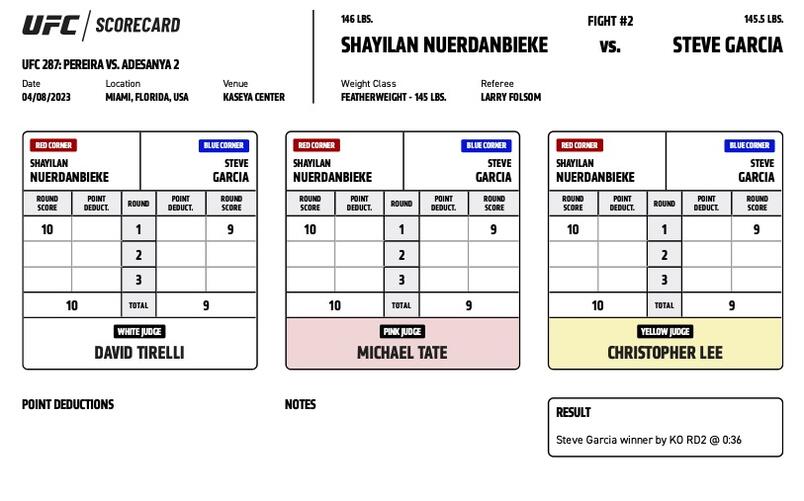 UFC SCORECARD
146 LBS.
FIGHT #2
145.5 LBS.
SHAYILAN NUERDANBIEKE
vs.
STEVE GARCIA
UFC 287: PEREIRA VS. ADESANYA 2
Date
Location
Venue
Weight Class
Referee
04/08/2023
MIAMI, FLORIDA, USA
KASEYA CENTER
FEATHERWEIGHT - 145 LBS.
LARRY FOLSOM
RED CORNER
BLUE CORNER
SHAYILAN
NUERDANBIEKE
STEVE
GARCIA
ROUND SCORE
POINT DEDUCT.
ROUND
POINT DEDUCT.
ROUND SCORE
10 1 9
2
3
10 TOTAL 9
WHITE JUDGE
DAVID TIRELLI
RED CORNER
BLUE CORNER
SHAYILAN
NUERDANBIEKE
STEVE
GARCIA
ROUND SCORE
POINT DEDUCT.
ROUND
POINT DEDUCT.
ROUND SCORE
10 1 9
2
3
10 TOTAL 9
PINK JUDGE
MICHAEL TATE
RED CORNER
BLUE CORNER
SHAYILAN
NUERDANBIEKE
STEVE
GARCIA
ROUND SCORE
POINT DEDUCT.
ROUND
POINT DEDUCT.
ROUND SCORE
10 1 9
2
3
10 TOTAL 9
YELLOW JUDGE
CHRISTOPHER LEE
POINT DEDUCTIONS
NOTES
RESULT
Steve Garcia winner by KO RD2 @ 0:36